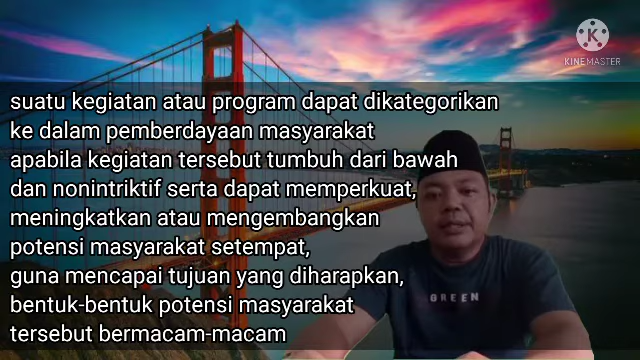 KINEMASTER
suatu kegiatan atau program dapat dikategorikan
ke dalam pemberdayaan masyarakat
apabila kegiatan tersebut tumbuh dari bawah
dan nonintriktif serta dapat memperkuat,
meningkatkan atau mengembangkan
potensi masyarakat setempat,
guna mencapai tujuan yang diharapkan,
bentuk-bentuk potensi masyarakat
tersebut bermacam-macam
GREEN